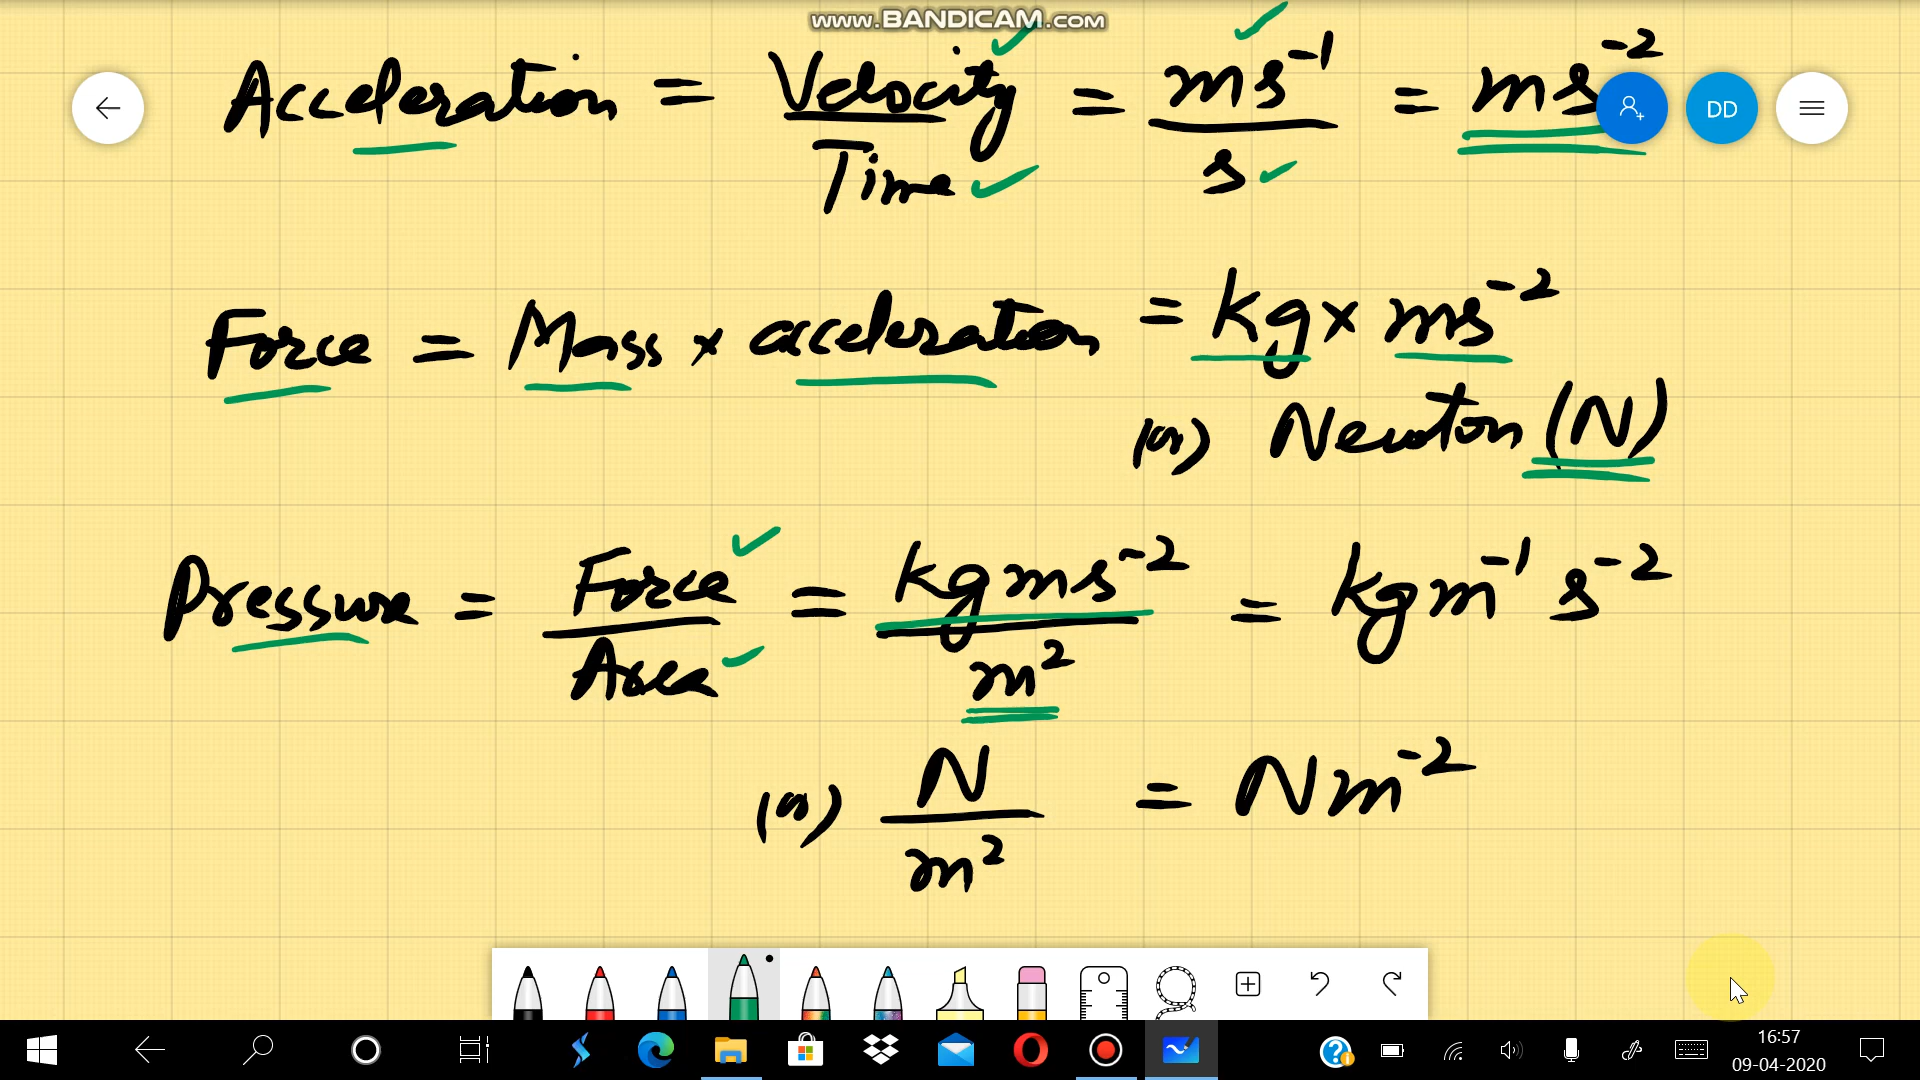 www.BANDICAM.com
Acceleration = Velocity / Time = ms⁻¹ / s = ms⁻²
DD
Force = Mass × acceleration = kg × ms⁻²
(or) Newton (N)
Pressure = Force / Area = kgms⁻² / m² = kgm⁻¹ s⁻²
(or) N / m² = Nm⁻²
16:57
09-04-2020